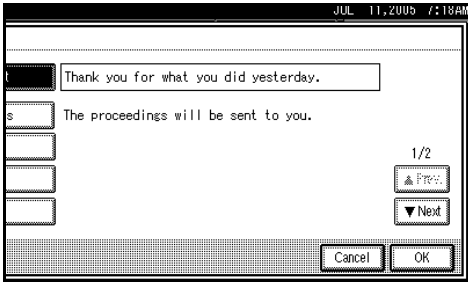 JUL 11,2005 7:18AM
t
Thank you for what you did yesterday.
s
The proceedings will be sent to you.
1/2
▲Prev.
▼Next
Cancel
OK